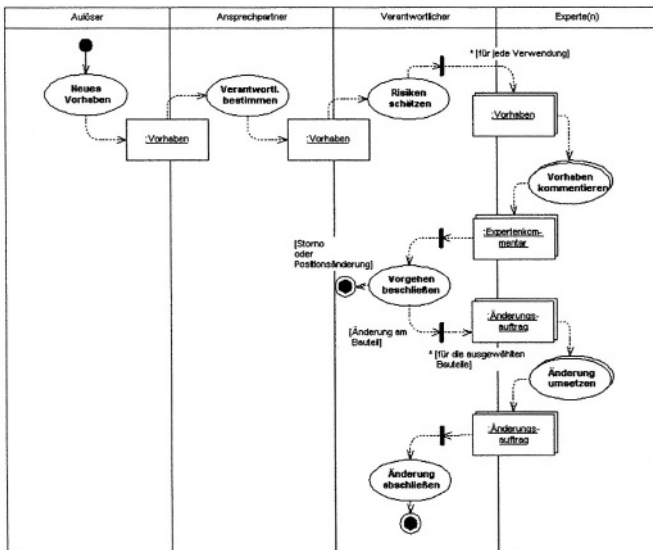 Aulöser
Ansprechpartner
Verantwortlicher
Experte(n)
* [für jede Verwendung]
Neues
Vorhaben
Verantwortl.
bestimmen
Risiken
schätzen
:Vorhaben
:Vorhaben
:Vorhaben
Vorhaben
kommentieren
:Expertenkom-
mentar
[Storno
oder
Positionsänderung]
Vorgehen
beschließen
[Änderung am
Bauteil]
:Änderungs-
auftrag
* [für die ausgewählten
Bauteile]
Änderung
umsetzen
:Änderungs-
auftrag
Änderung
abschließen